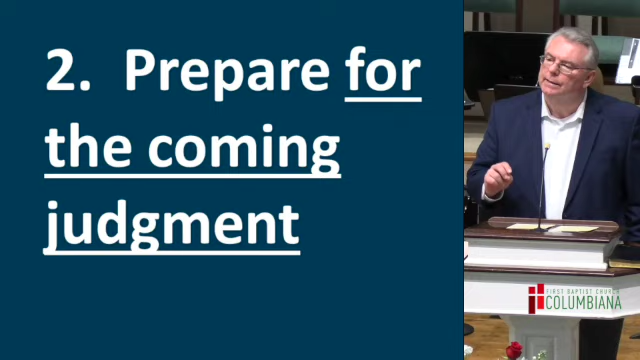 2. Prepare for
the coming
judgment
FIRST BAPTIST CHURCH
COLUMBIANA